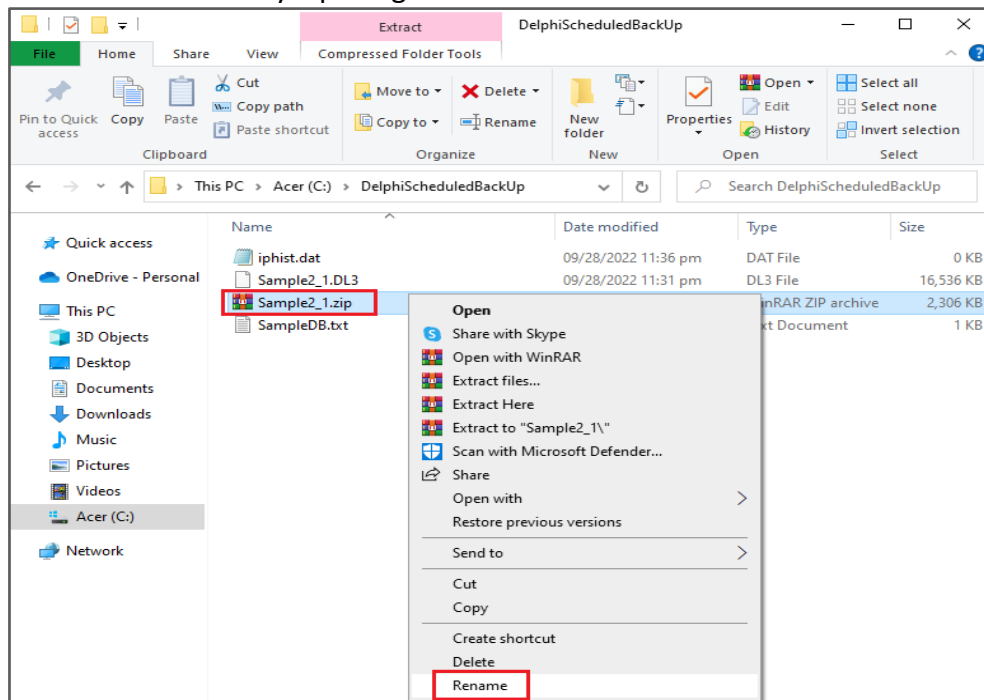 Extract DelphiScheduledBackUp
File Home Share View Compressed Folder Tools
Pin to Quick access
Copy
Paste
Cut
Copy path
Paste shortcut
Clipboard
Move to
Copy to
Delete
Rename
Organize
New folder
New
Properties
Open
Edit
History
Open
Select all
Select none
Invert selection
Select
This PC > Acer (C:) > DelphiScheduledBackUp
Search DelphiScheduledBackUp
Quick access
OneDrive - Personal
This PC
3D Objects
Desktop
Documents
Downloads
Music
Pictures
Videos
Acer (C:)
Network
Name Date modified Type Size
iphist.dat 09/28/2022 11:36 pm DAT File 0 KB
Sample2_1.DL3 09/28/2022 11:31 pm DL3 File 16,536 KB
Sample2_1.zip nRAR ZIP archive 2,306 KB
SampleDB.txt xt Document 1 KB
Open
Share with Skype
Open with WinRAR
Extract files...
Extract Here
Extract to "Sample2_1\"
Scan with Microsoft Defender...
Share
Open with
Restore previous versions
Send to
Cut
Copy
Create shortcut
Delete
Rename